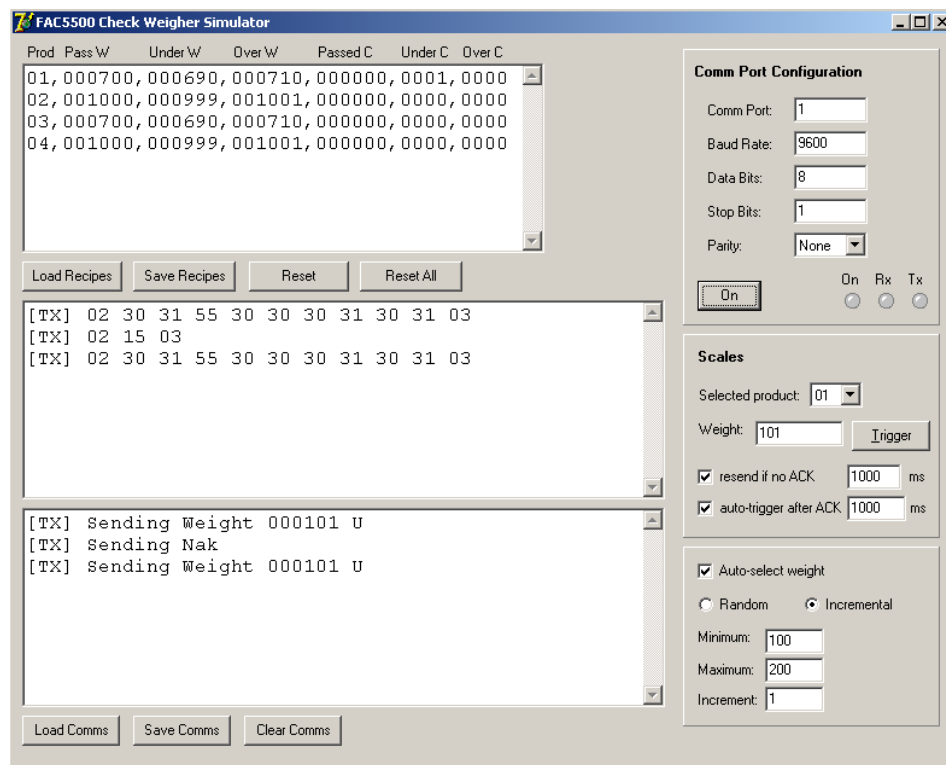 FAC5500 Check Weigher Simulator
Prod Pass W Under W Over W Passed C Under C Over C
01,000700,000690,000710,000000,0001,0000
02,001000,000999,001001,000000,0000,0000
03,000700,000690,000710,000000,0000,0000
04,001000,000999,001001,000000,0000,0000
Load Recipes Save Recipes Reset Reset All
[TX] 02 30 31 55 30 30 30 31 30 31 03
[TX] 02 15 03
[TX] 02 30 31 55 30 30 30 31 30 31 03
[TX] Sending Weight 000101 U
[TX] Sending Nak
[TX] Sending Weight 000101 U
Load Comms Save Comms Clear Comms
Comm Port Configuration
Comm Port: 1
Baud Rate: 9600
Data Bits: 8
Stop Bits: 1
Parity: None
On Rx Tx
On
Scales
Selected product: 01
Weight: 101 Trigger
resend if no ACK 1000 ms
auto-trigger after ACK 1000 ms
Auto-select weight
Random Incremental
Minimum: 100
Maximum: 200
Increment: 1